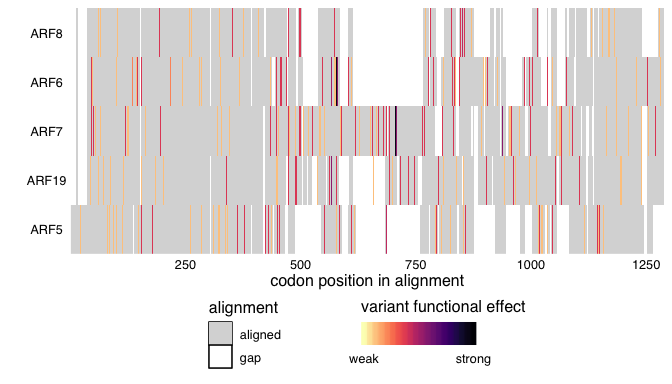 ARF8
ARF6
ARF7
ARF19
ARF5
250 500 750 1000 1250
codon position in alignment
alignment
aligned
gap
variant functional effect
weak strong